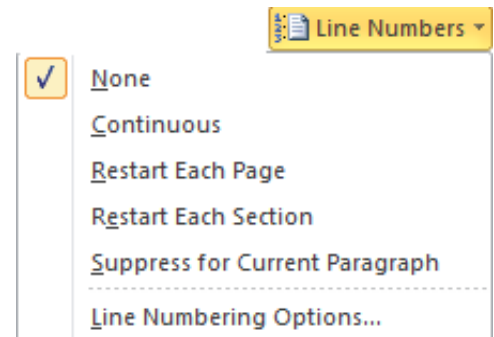 Line Numbers
None
Continuous
Restart Each Page
Restart Each Section
Suppress for Current Paragraph
Line Numbering Options...